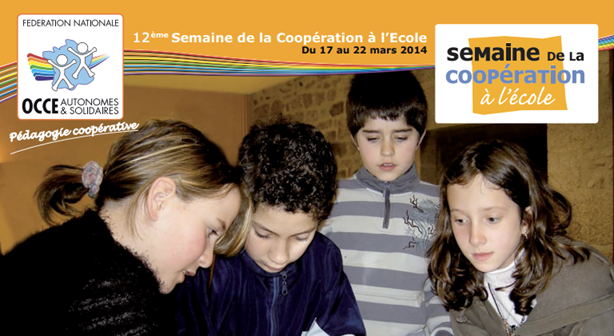 FEDERATION NATIONALE
OCCE AUTONOMES & SOLIDAIRES
Pédagogie coopérative
12ème Semaine de la Coopération à l'Ecole
Du 17 au 22 mars 2014
semaine de la
coopération
à l'école